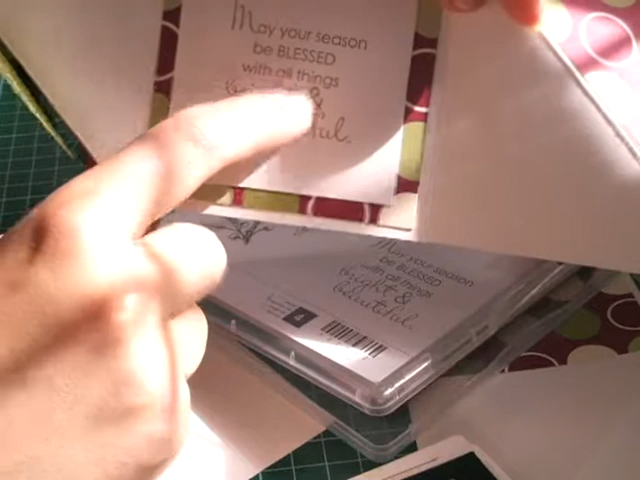 May your season
be BLESSED
with all things
&
May your season
be BLESSED
with all things
bright &
beautiful.